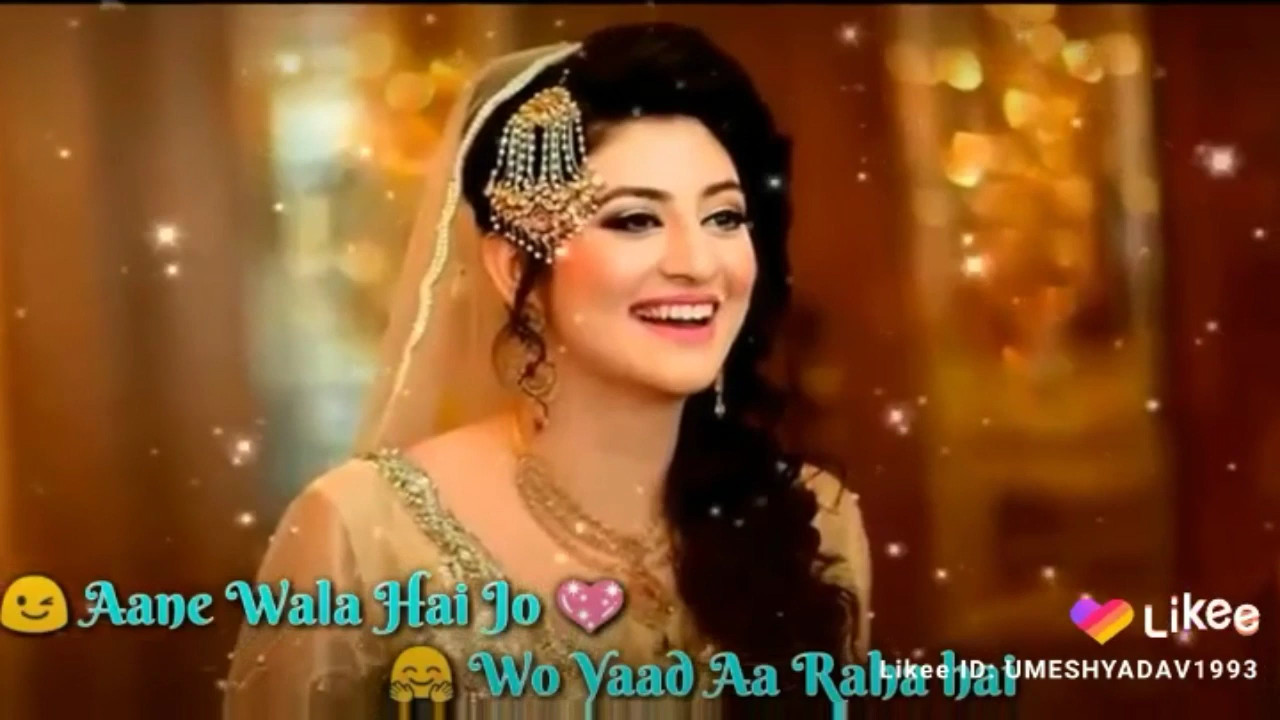 😉 Aane Wala Hai Jo 💖
🤗 Wo Yaad Aa Raha hai
Likee
Likee ID: UMESHYADAV1993